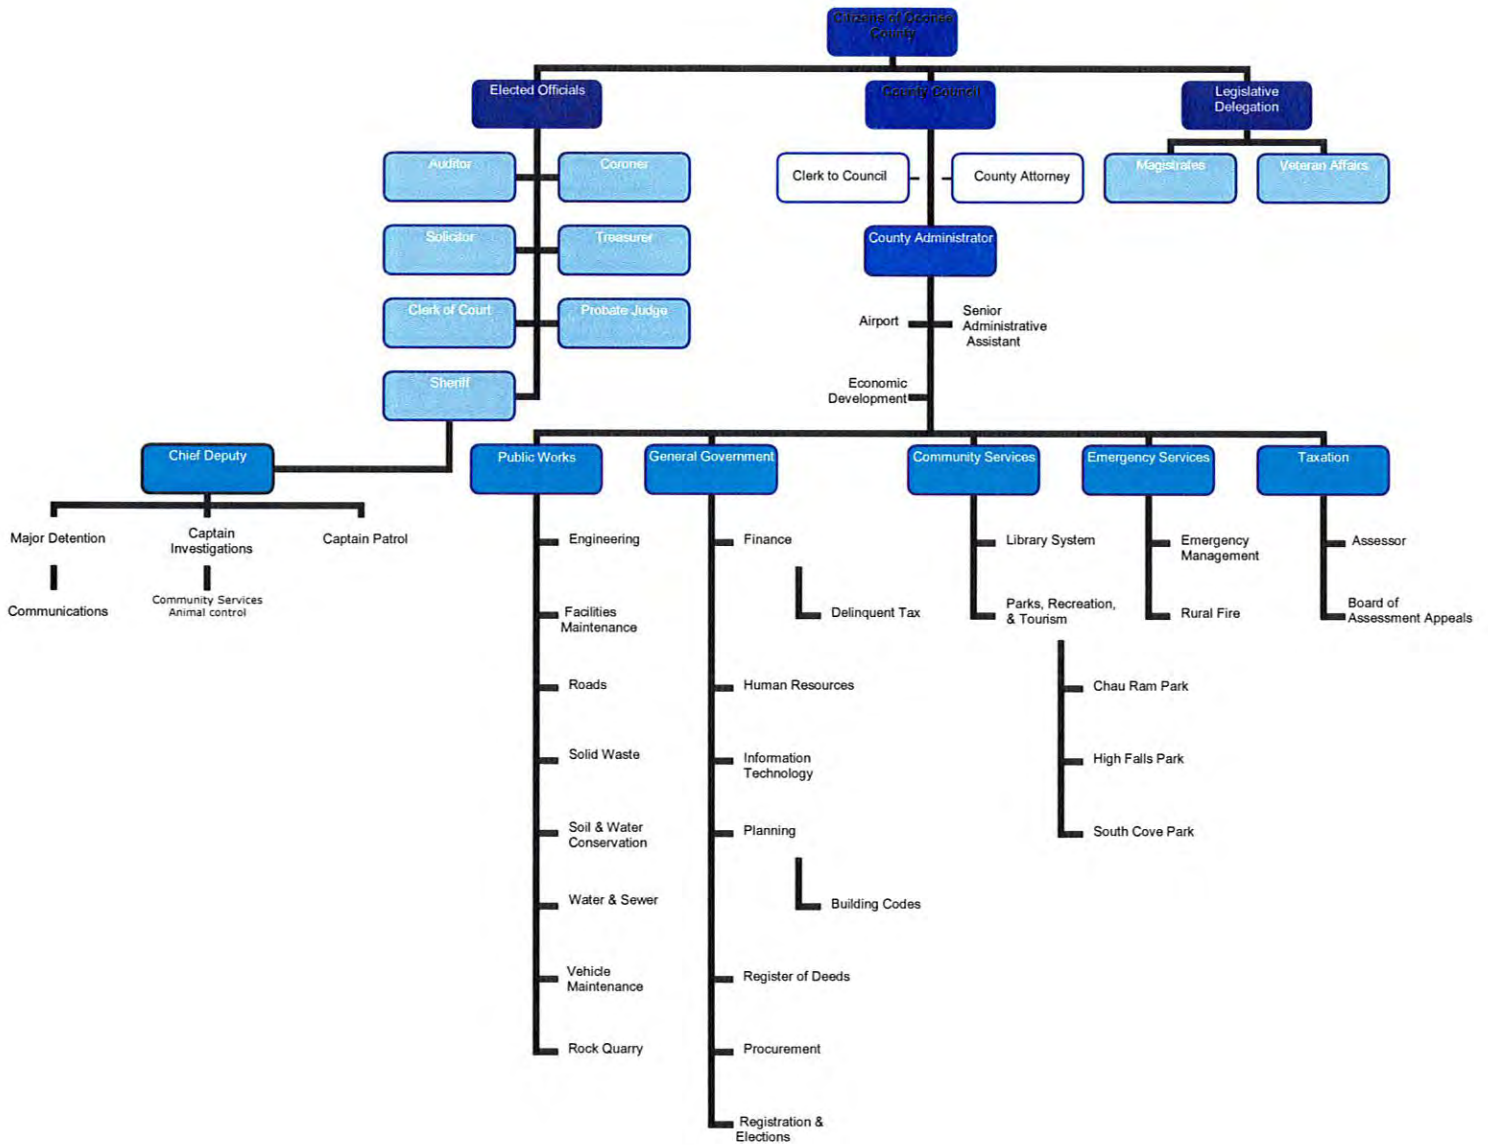 Citizens of Oconee
County
Elected Officials
County Council
Legislative
Delegation
Auditor
Coroner
Clerk to Council
County Attorney
Magistrates
Veteran Affairs
Solicitor
Treasurer
County Administrator
Clerk of Court
Probate Judge
Airport
Senior
Administrative
Assistant
Sheriff
Economic
Development
Chief Deputy
Public Works
General Government
Community Services
Emergency Services
Taxation
Major Detention
Captain
Investigations
Captain Patrol
Communications
Community Services
Animal control
Engineering
Facilities
Maintenance
Roads
Solid Waste
Soil & Water
Conservation
Water & Sewer
Vehicle
Maintenance
Rock Quarry
Finance
Delinquent Tax
Human Resources
Information
Technology
Planning
Building Codes
Register of Deeds
Procurement
Registration &
Elections
Library System
Parks, Recreation,
& Tourism
Chau Ram Park
High Falls Park
South Cove Park
Emergency
Management
Rural Fire
Assessor
Board of
Assessment Appeals